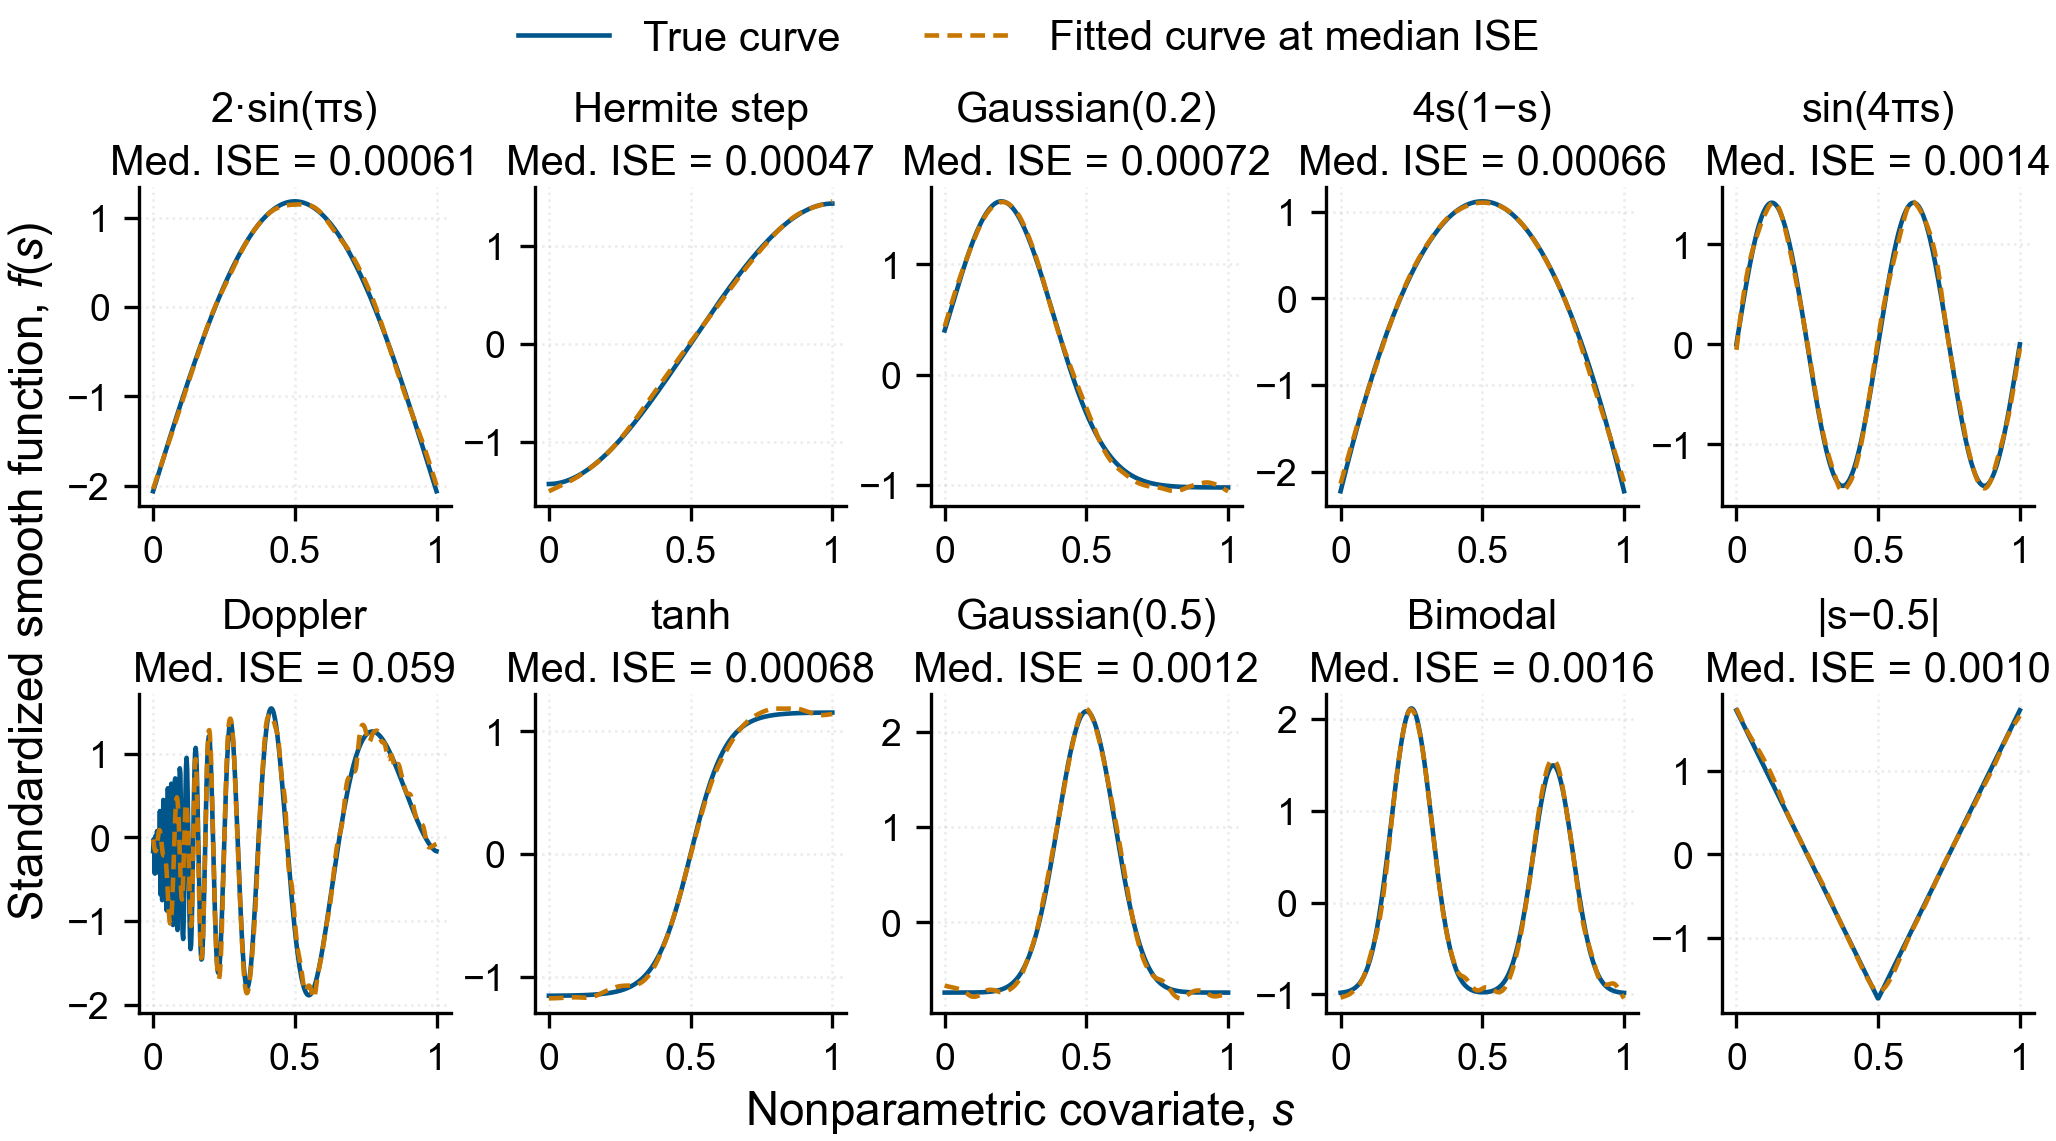 True curve
Fitted curve at median ISE
Standardized smooth function, f(s)
2·sin(πs)
Med. ISE = 0.00061
1
0
−1
−2
0 0.5 1
Hermite step
Med. ISE = 0.00047
1
0
−1
0 0.5 1
Gaussian(0.2)
Med. ISE = 0.00072
1
0
−1
0 0.5 1
4s(1−s)
Med. ISE = 0.00066
1
0
−1
−2
0 0.5 1
sin(4πs)
Med. ISE = 0.0014
1
0
−1
0 0.5 1
Doppler
Med. ISE = 0.059
1
0
−1
−2
0 0.5 1
tanh
Med. ISE = 0.00068
1
0
−1
0 0.5 1
Gaussian(0.5)
Med. ISE = 0.0012
2
1
0
0 0.5 1
Bimodal
Med. ISE = 0.0016
2
1
0
−1
0 0.5 1
|s−0.5|
Med. ISE = 0.0010
1
0
−1
0 0.5 1
Nonparametric covariate, s